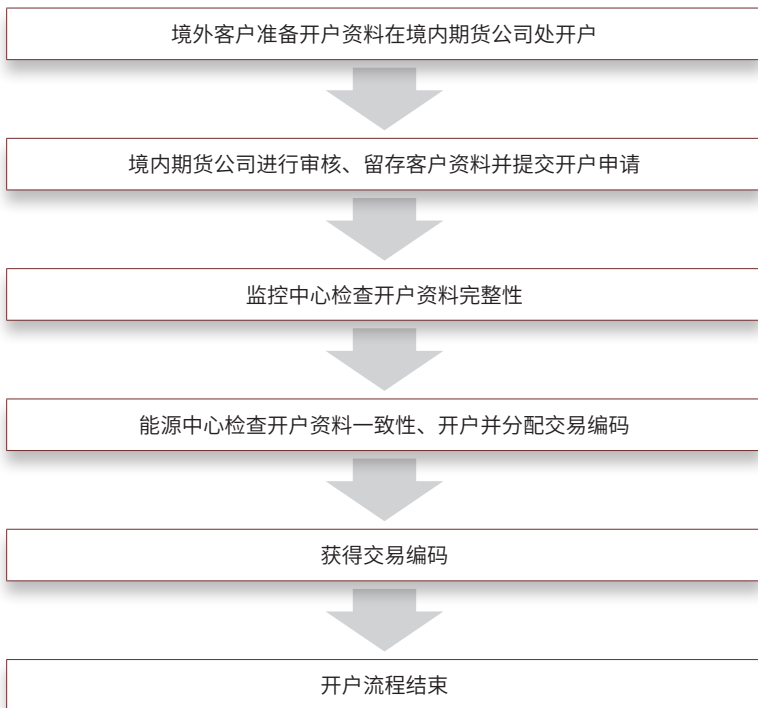 境外客户准备开户资料在境内期货公司处开户
境内期货公司进行审核、留存客户资料并提交开户申请
监控中心检查开户资料完整性
能源中心检查开户资料一致性、开户并分配交易编码
获得交易编码
开户流程结束